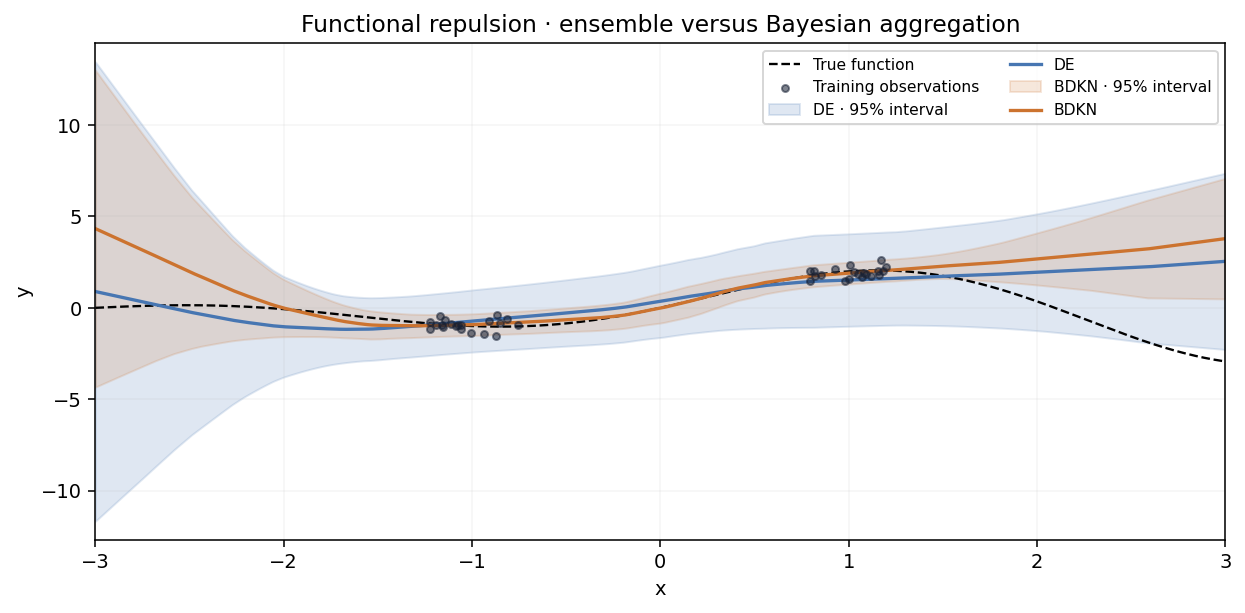 Functional repulsion · ensemble versus Bayesian aggregation
True function
Training observations
DE · 95% interval
DE
BDKN · 95% interval
BDKN
y
10
5
0
−5
−10
−3
−2
−1
0
1
2
3
x